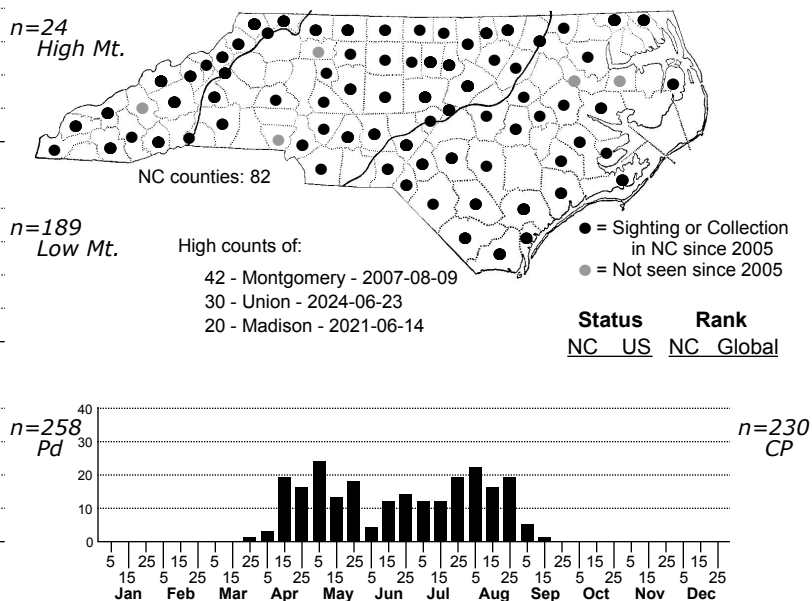 n=24
High Mt.
NC counties: 82
n=189
Low Mt.
High counts of:
42 - Montgomery - 2007-08-09
30 - Union - 2024-06-23
20 - Madison - 2021-06-14
● = Sighting or Collection
in NC since 2005
● = Not seen since 2005
Status Rank
NC US NC Global
n=258
Pd
n=230
CP
40
30
20
10
0
5 25 15 5 25 15 5 25 15 5 25 15 5 25 15 5 25 15
15 5 25 15 5 25 15 5 25 15 5 25 15 5 25 15 5 25
Jan Feb Mar Apr May Jun Jul Aug Sep Oct Nov Dec